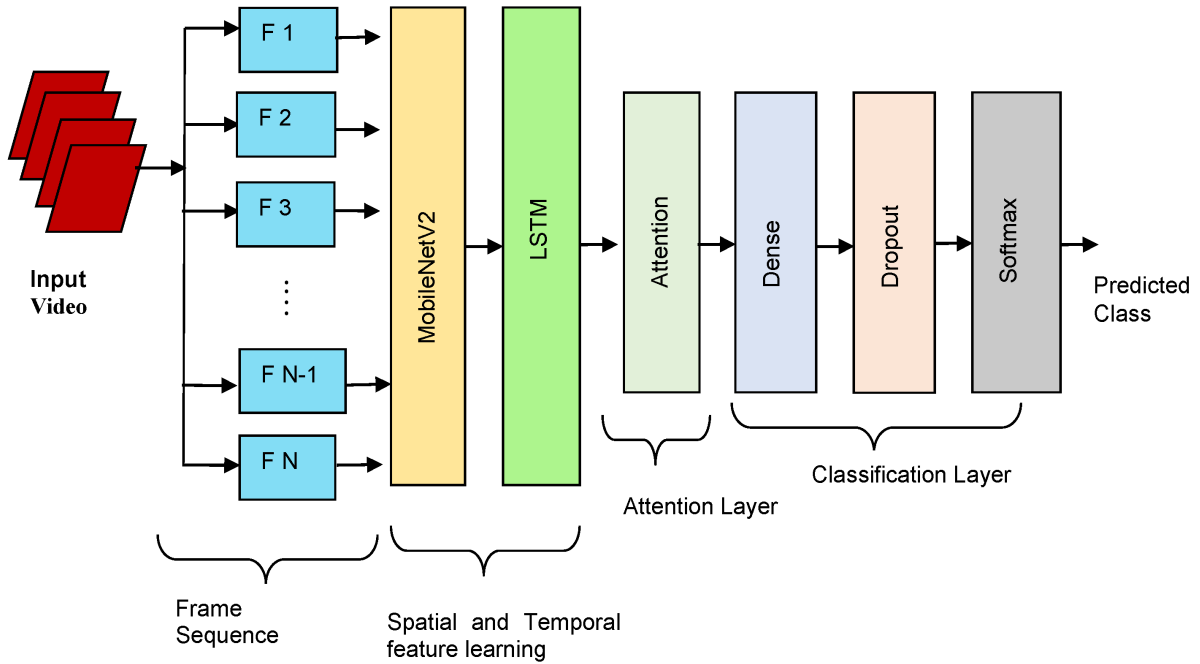 F 1
F 2
F 3
F N-1
F N
Input
Video
MobileNetV2
LSTM
Attention
Dense
Dropout
Softmax
Predicted
Class
Classification Layer
Attention Layer
Frame
Sequence
Spatial and Temporal
feature learning